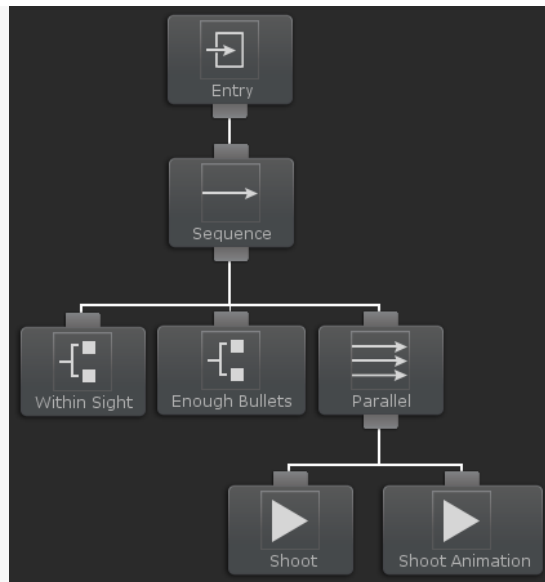 Entry
Sequence
Within Sight
Enough Bullets
Parallel
Shoot
Shoot Animation